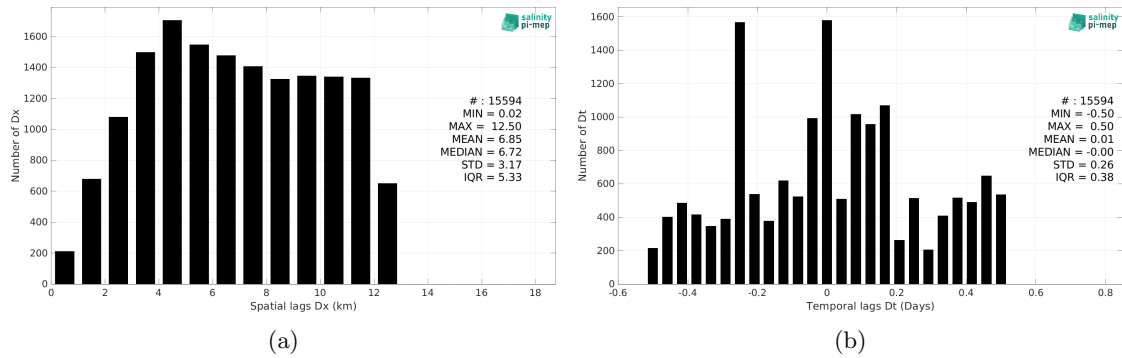 salinity
pi-mep
1600
1400
1200
1000
800
600
400
200
0
Number of Dx
# : 15594
MIN = 0.02
MAX = 12.50
MEAN = 6.85
MEDIAN = 6.72
STD = 3.17
IQR = 5.33
0 2 4 6 8 10 12 14 16 18
Spatial lags Dx (km)
(a)
salinity
pi-mep
1600
1400
1200
1000
800
600
400
200
0
Number of Dt
# : 15594
MIN = -0.50
MAX = 0.50
MEAN = 0.01
MEDIAN = -0.00
STD = 0.26
IQR = 0.38
-0.6 -0.4 -0.2 0 0.2 0.4 0.6 0.8
Temporal lags Dt (Days)
(b)